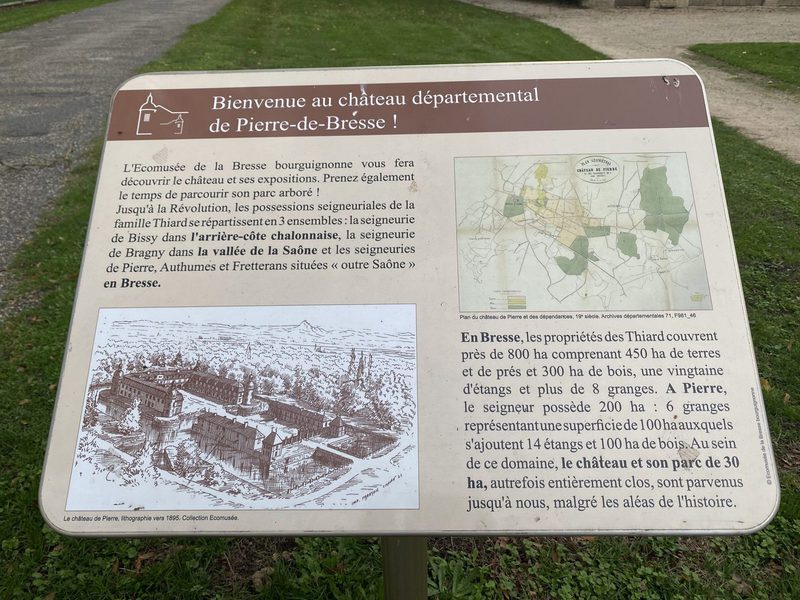 Bienvenue au château départemental
de Pierre-de-Bresse !
L'Ecomusée de la Bresse bourguignonne vous fera
découvrir le château et ses expositions. Prenez également
le temps de parcourir son parc arboré !
Jusqu'à la Révolution, les possessions seigneuriales de la
famille Thiard se répartissent en 3 ensembles : la seigneurie
de Bissy dans l'arrière-côte chalonnaise, la seigneurie
de Bragny dans la vallée de la Saône et les seigneuries
de Pierre, Authumes et Fretterans situées « outre Saône »
en Bresse.
Le château de Pierre, lithographie vers 1895. Collection Ecomusée.
PLAN GÉOMÉTRIQUE
CHÂTEAU DE PIERRE
Plan du château de Pierre et des dépendances, 19e siècle. Archives départementales 71, F981_46
En Bresse, les propriétés des Thiard couvrent
près de 800 ha comprenant 450 ha de terres
et de prés et 300 ha de bois, une vingtaine
d'étangs et plus de 8 granges. A Pierre,
le seigneur possède 200 ha : 6 granges
représentant une superficie de 100 ha auxquels
s'ajoutent 14 étangs et 100 ha de bois. Au sein
de ce domaine, le château et son parc de 30
ha, autrefois entièrement clos, sont parvenus
jusqu'à nous, malgré les aléas de l'histoire.
© Ecomusée de la Bresse bourguignonne